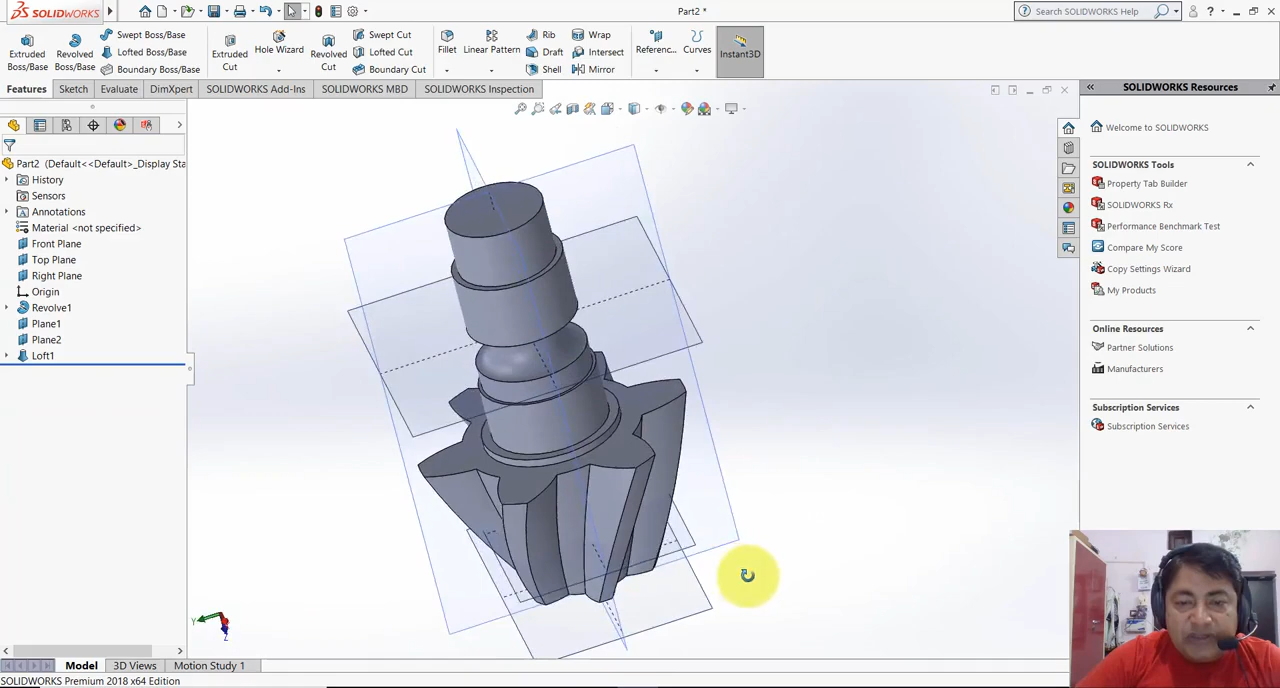 SOLIDWORKS
Part2 *
Search SOLIDWORKS Help
Extruded Boss/Base
Revolved Boss/Base
Swept Boss/Base
Lofted Boss/Base
Boundary Boss/Base
Extruded Cut
Hole Wizard
Revolved Cut
Swept Cut
Lofted Cut
Boundary Cut
Fillet
Linear Pattern
Rib
Draft
Shell
Wrap
Intersect
Mirror
Referenc...
Curves
Instant3D
Features
Sketch
Evaluate
DimXpert
SOLIDWORKS Add-Ins
SOLIDWORKS MBD
SOLIDWORKS Inspection
Part2 (Default<<Default>_Display Sta
History
Sensors
Annotations
Material <not specified>
Front Plane
Top Plane
Right Plane
Origin
Revolve1
Plane1
Plane2
Loft1
SOLIDWORKS Resources
Welcome to SOLIDWORKS
SOLIDWORKS Tools
Property Tab Builder
SOLIDWORKS Rx
Performance Benchmark Test
Compare My Score
Copy Settings Wizard
My Products
Online Resources
Partner Solutions
Manufacturers
Subscription Services
Subscription Services
Y
Z
Model
3D Views
Motion Study 1
SOLIDWORKS Premium 2018 x64 Edition